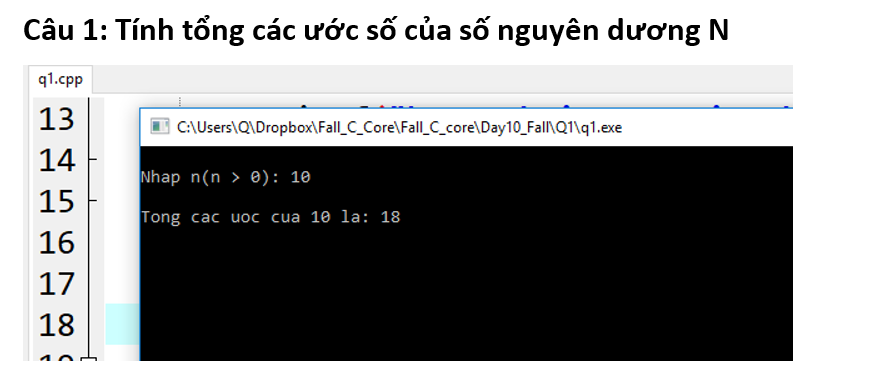 Câu 1: Tính tổng các ước số của số nguyên dương N
q1.cpp
13
C:\Users\Q\Dropbox\Fall_C_Core\Fall_C_core\Day10_Fall\Q1\q1.exe
14
Nhap n(n > 0): 10
15
Tong cac uoc cua 10 la: 18
16
17
18